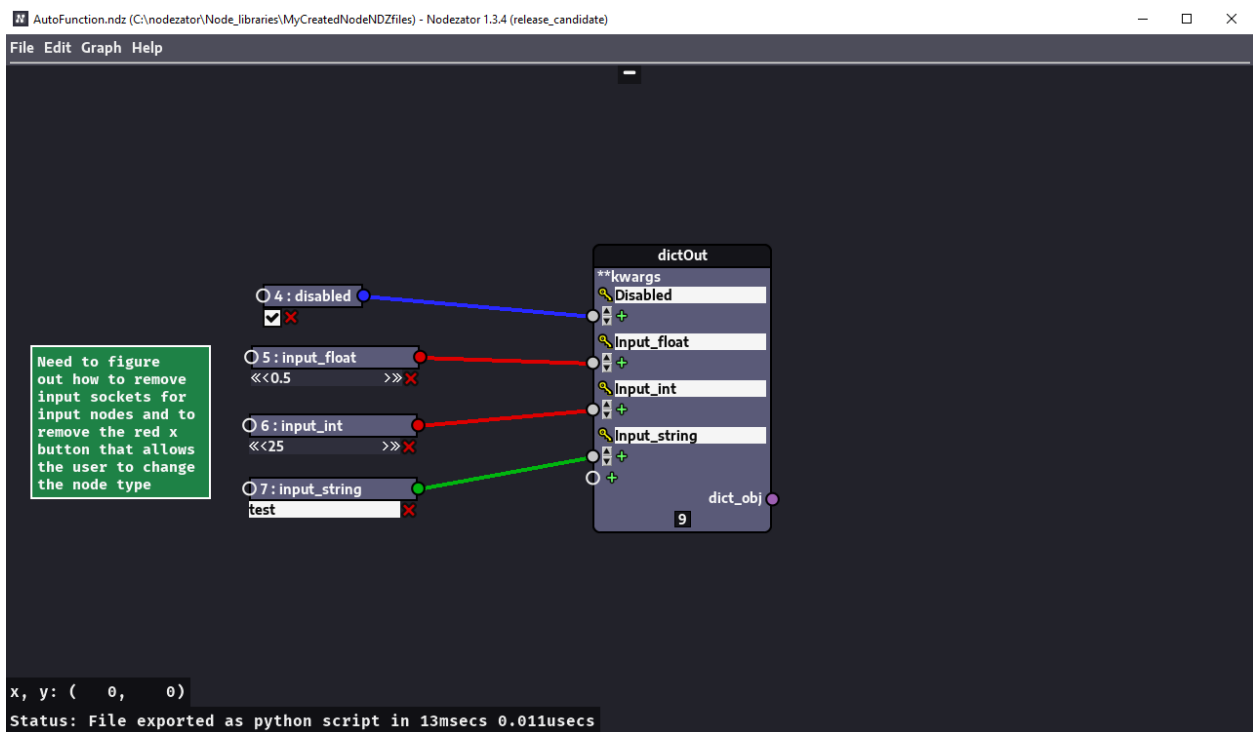 AutoFunction.ndz (C:\nodezator\Node_libraries\MyCreatedNodeNDZfiles) - Nodezator 1.3.4 (release_candidate)
File Edit Graph Help
dictOut
**kwargs
4 : disabled
Disabled
5 : input_float
<<0.5 >>
Input_float
6 : input_int
<<25 >>
Input_int
7 : input_string
test
Input_string
dict_obj
9
Need to figure
out how to remove
input sockets for
input nodes and to
remove the red x
button that allows
the user to change
the node type
x, y: ( 0, 0)
Status: File exported as python script in 13msecs 0.011usecs